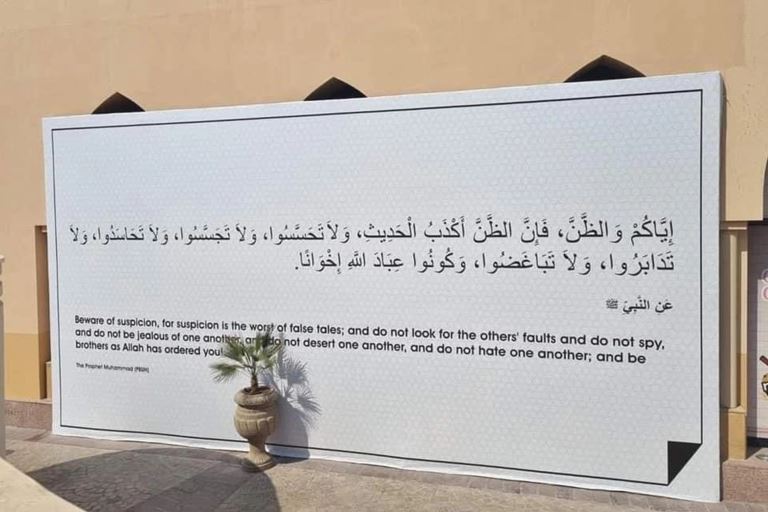 إِيَّاكُمْ وَالظَّنَّ، فَإِنَّ الظَّنَّ أَكْذَبُ الْحَدِيثِ، وَلاَ تَحَسَّسُوا، وَلاَ تَجَسَّسُوا، وَلاَ تَحَاسَدُوا، وَلاَ
تَدَابَرُوا، وَلاَ تَبَاغَضُوا، وَكُونُوا عِبَادَ اللَّهِ إِخْوَانًا.
عَنِ النَّبِيِّ ﷺ
Beware of suspicion, for suspicion is the worst of false tales; and do not look for the others' faults and do not spy,
and do not be jealous of one another, and do not desert one another, and do not hate one another; and be
brothers as Allah has ordered you!
The Prophet Muhammad (PBUH)